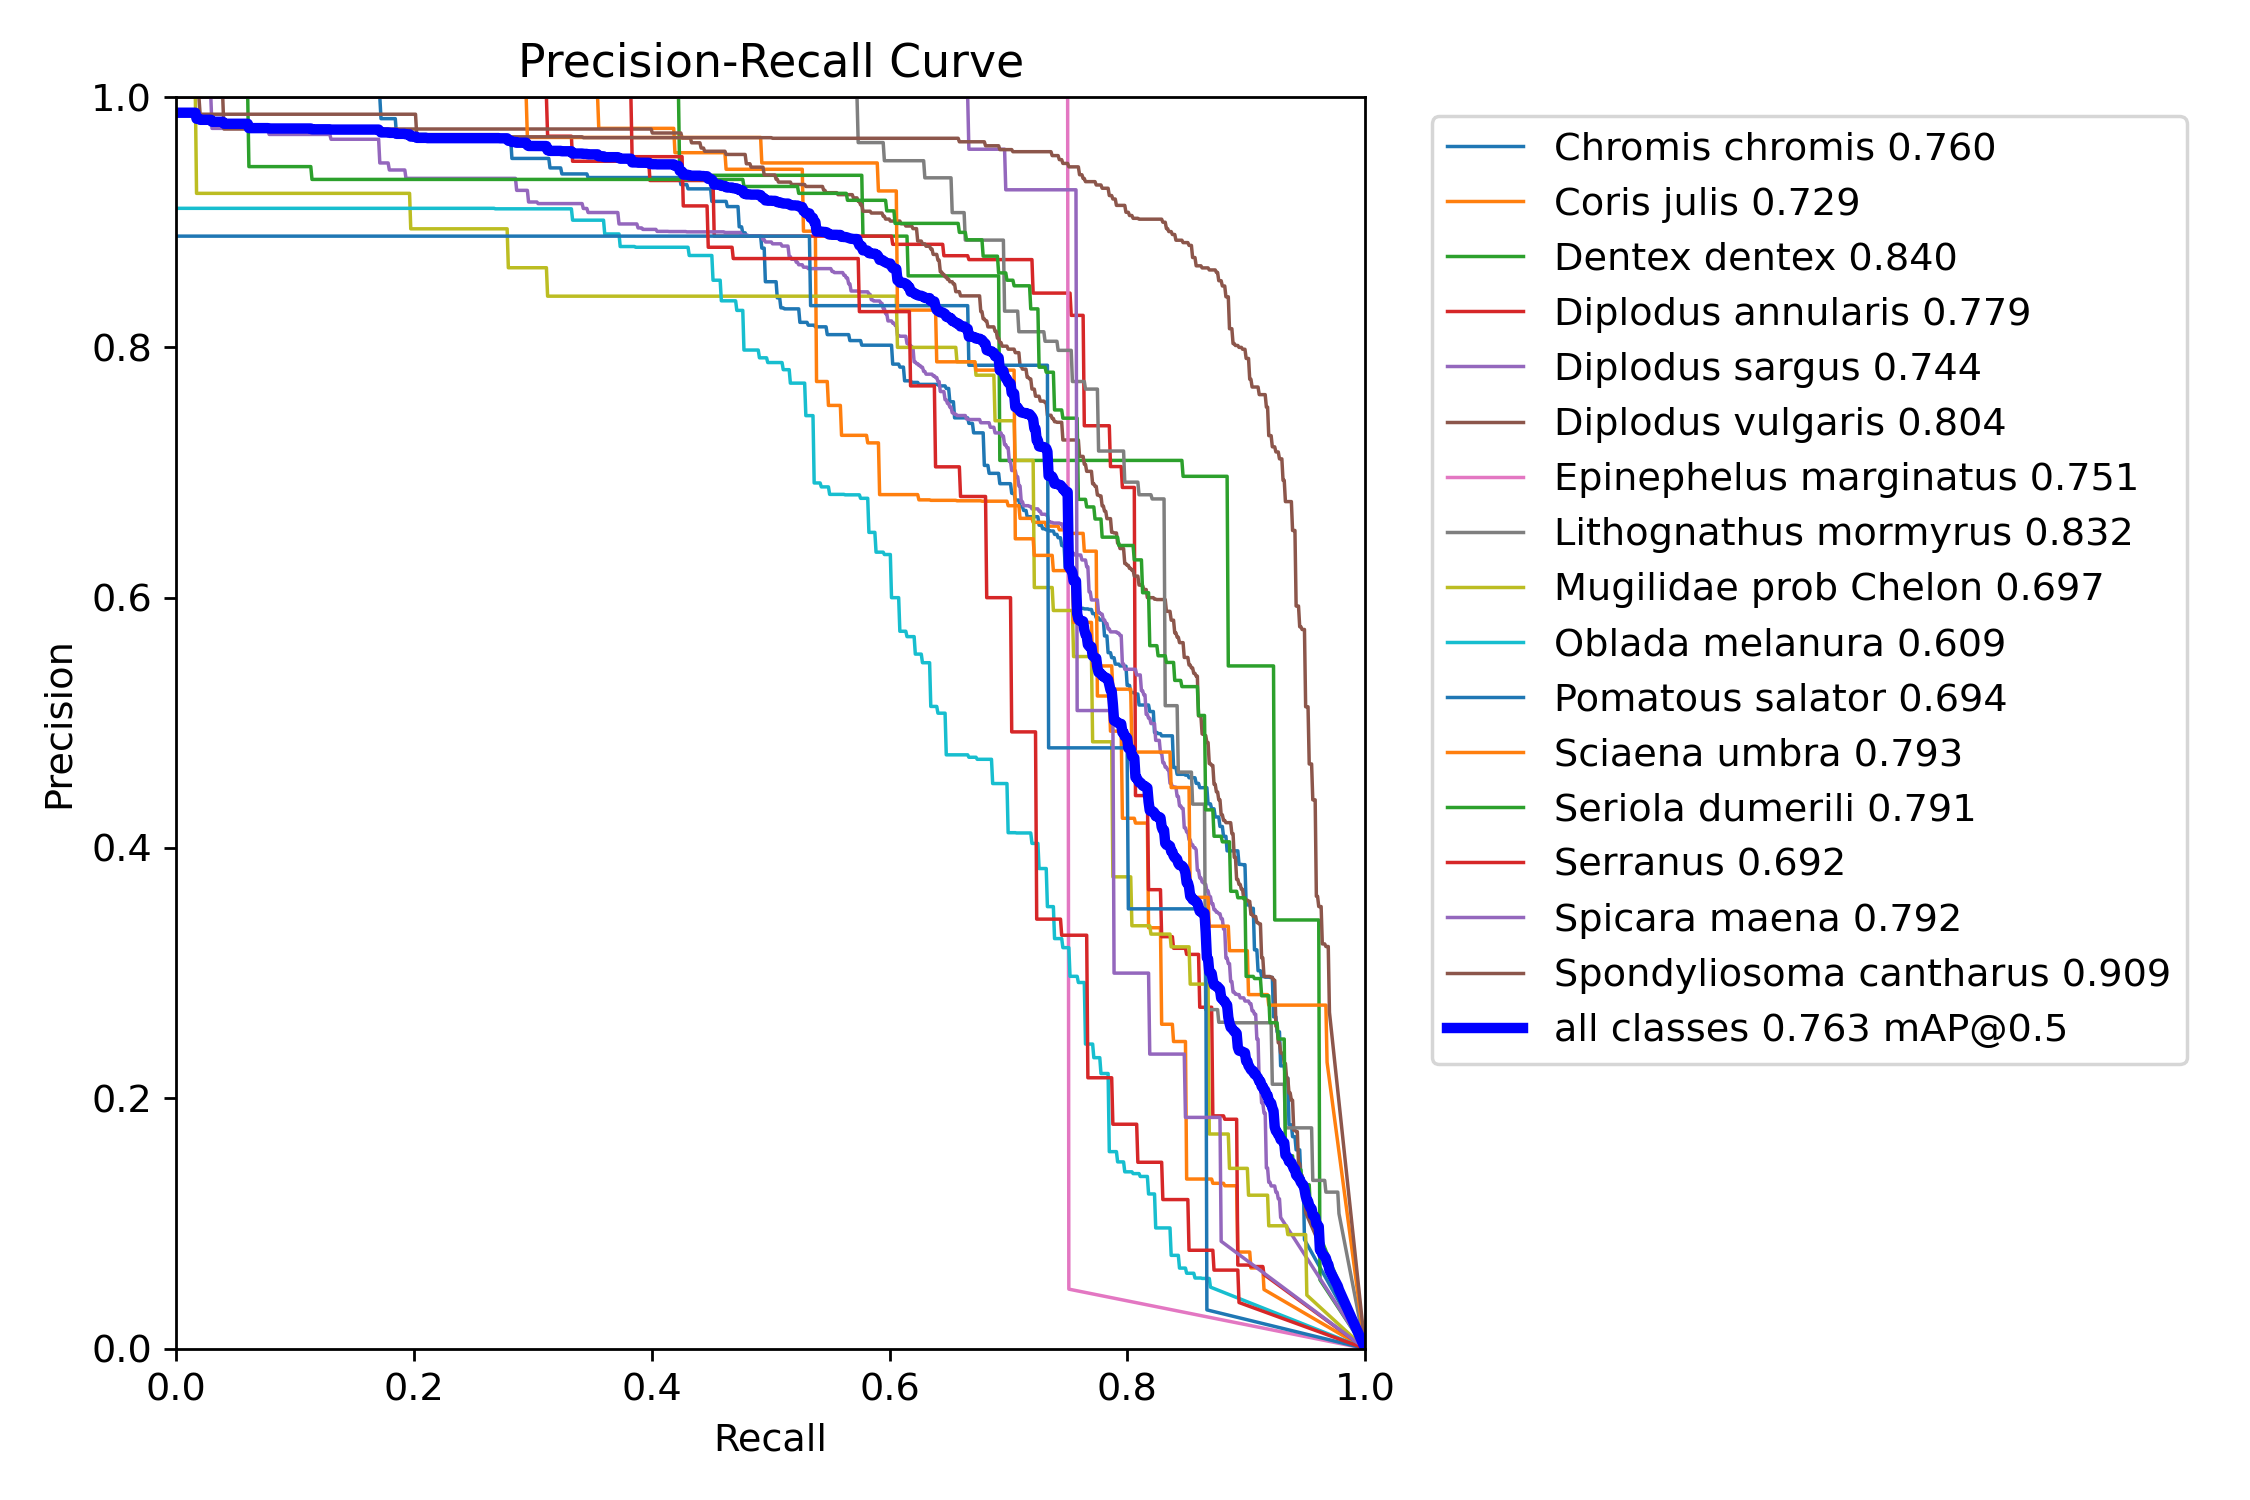 Precision-Recall Curve
1.0
0.8
0.6
0.4
0.2
0.0
Precision
0.0 0.2 0.4 0.6 0.8 1.0
Recall
Chromis chromis 0.760
Coris julis 0.729
Dentex dentex 0.840
Diplodus annularis 0.779
Diplodus sargus 0.744
Diplodus vulgaris 0.804
Epinephelus marginatus 0.751
Lithognathus mormyrus 0.832
Mugilidae prob Chelon 0.697
Oblada melanura 0.609
Pomatous salator 0.694
Sciaena umbra 0.793
Seriola dumerili 0.791
Serranus 0.692
Spicara maena 0.792
Spondyliosoma cantharus 0.909
all classes 0.763 mAP@0.5